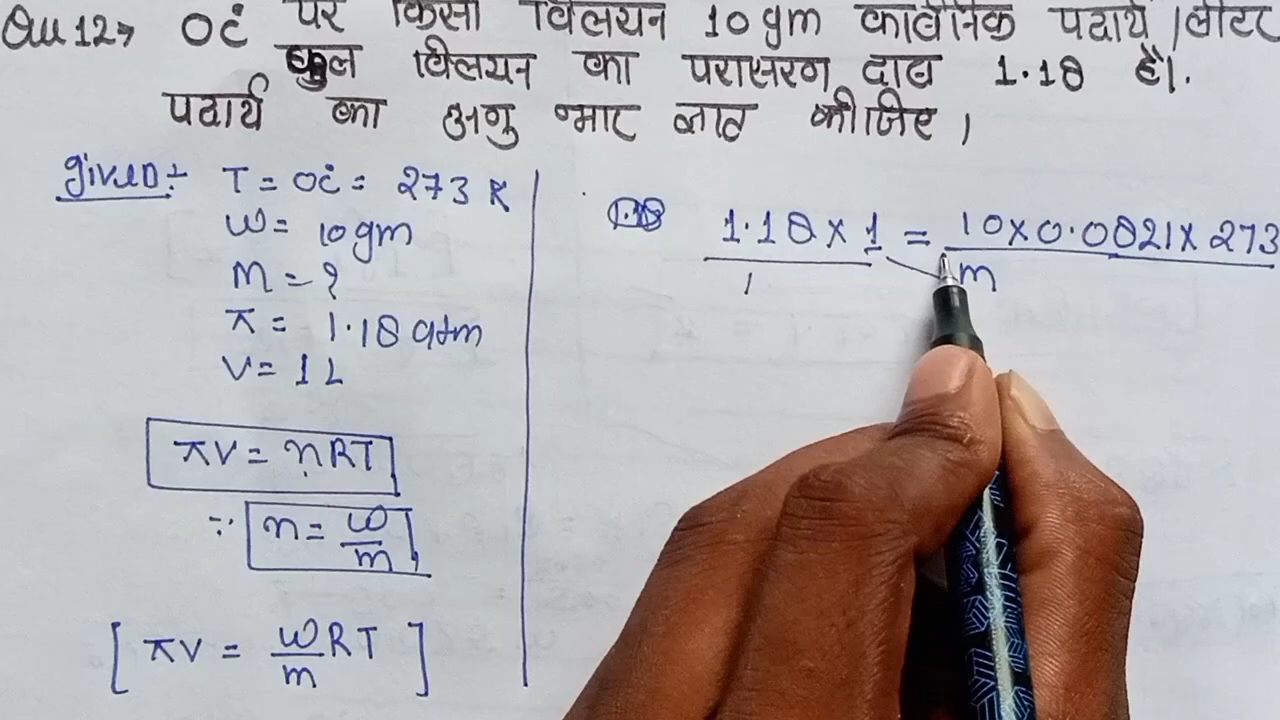 Qu 12→ 0°C पर किसी विलयन 10 gm कार्बनिक पदार्थ / लीटर
घुल विलयन का परासरण दाब 1.18 है।.
पदार्थ का अणु भार ज्ञात कीजिए।
Given:- T = 0°C = 273 K
w = 10 gm
m = ?
π = 1.18 atm
V = 1 L
πV = nRT
∵ n = w/m
[ πV = w/m RT ]
1.18 × 1 / 1 = 10 × 0.0821 × 273 / m